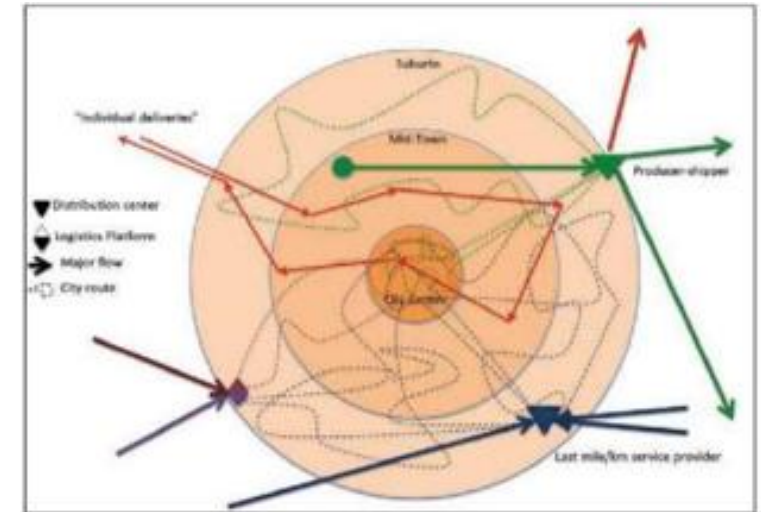 Suburb
"Individual deliveries"
Mid Town
Producer-shipper
Distribution center
Logistics Platform
Major flow
City route
City Center
Last mile/km service provider